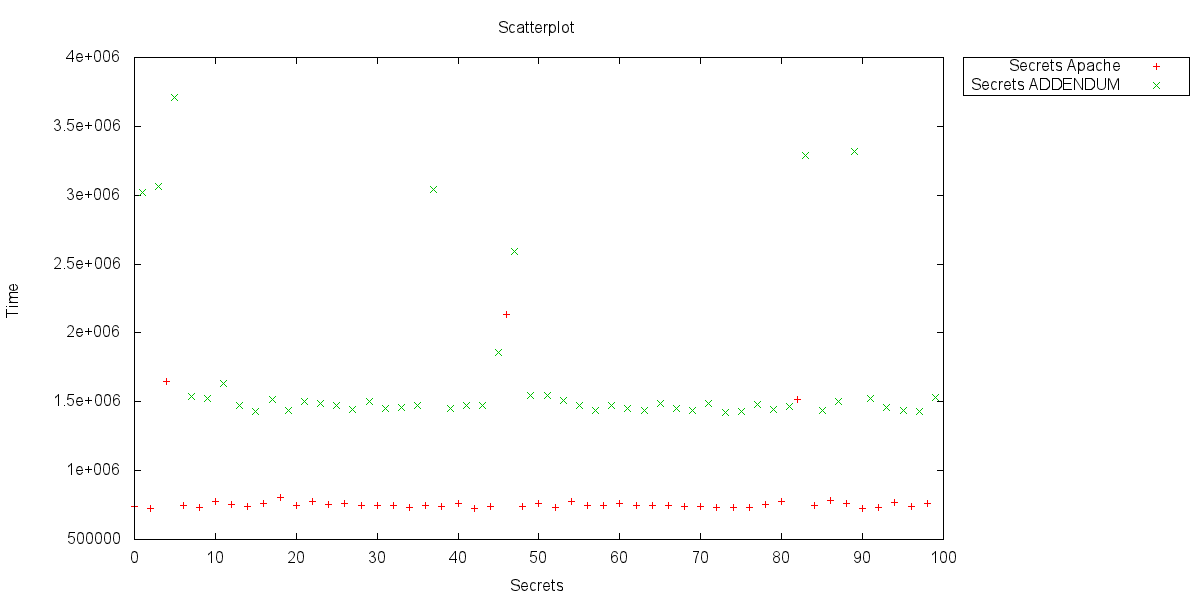 Scatterplot
4e+006
3.5e+006
3e+006
2.5e+006
2e+006
1.5e+006
1e+006
500000
Time
0 10 20 30 40 50 60 70 80 90 100
Secrets
Secrets Apache
Secrets ADDENDUM